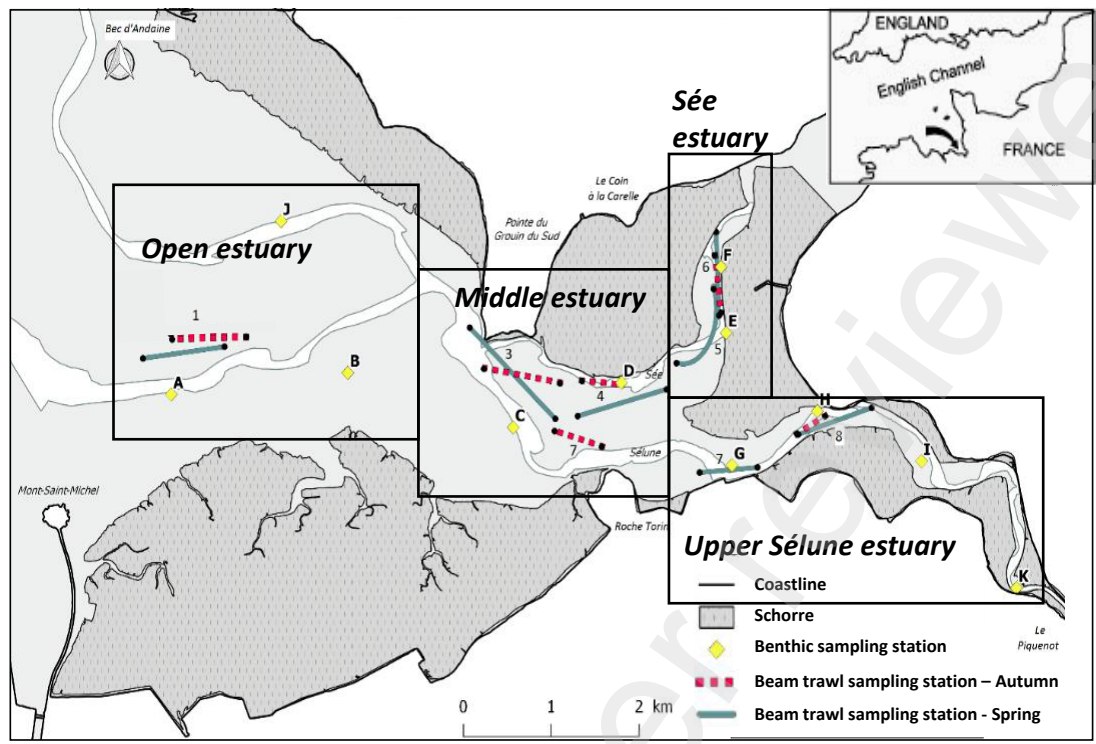 Bec d'Andaine
ENGLAND
English Channel
FRANCE
Sée
estuary
Le Coin
à la Carelle
Pointe du
Grouin du Sud
J
Open estuary
F
6
Middle estuary
1
E
5
3
B
D
Sée
A
4
H
C
8
7
Sélune
7
G
I
Mont-Saint-Michel
Roche Torin
Upper Sélune estuary
K
Coastline
Schorre
Le
Piquenot
Benthic sampling station
Beam trawl sampling station – Autumn
Beam trawl sampling station - Spring
0 1 2 km
er reviewe